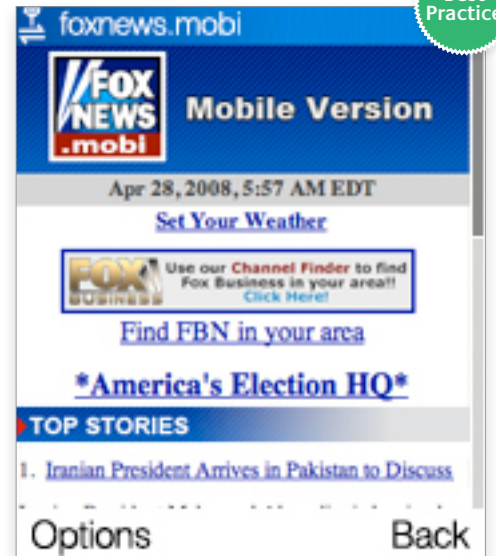 Practice
foxnews.mobi
FOX
NEWS
.mobi
Mobile Version
Apr 28, 2008, 5:57 AM EDT
Set Your Weather
FOX
BUSINESS
Use our Channel Finder to find
Fox Business in your area!!
Click Here!
Find FBN in your area
*America's Election HQ*
TOP STORIES
1. Iranian President Arrives in Pakistan to Discuss
Options
Back